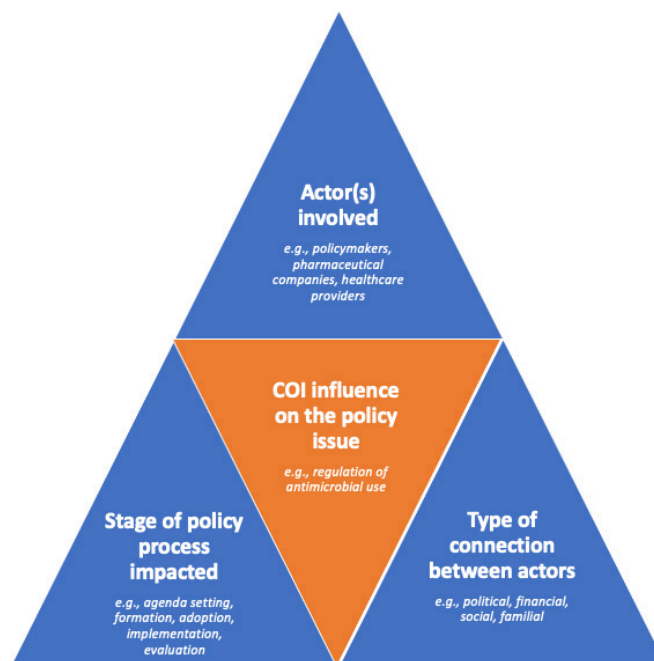 Actor(s)
involved
e.g., policymakers,
pharmaceutical
companies, healthcare
providers
COI influence
on the policy
issue
e.g., regulation of
antimicrobial use
Stage of policy
process
impacted
e.g., agenda setting,
formation, adoption,
implementation,
evaluation
Type of
connection
between actors
e.g., political, financial,
social, familial